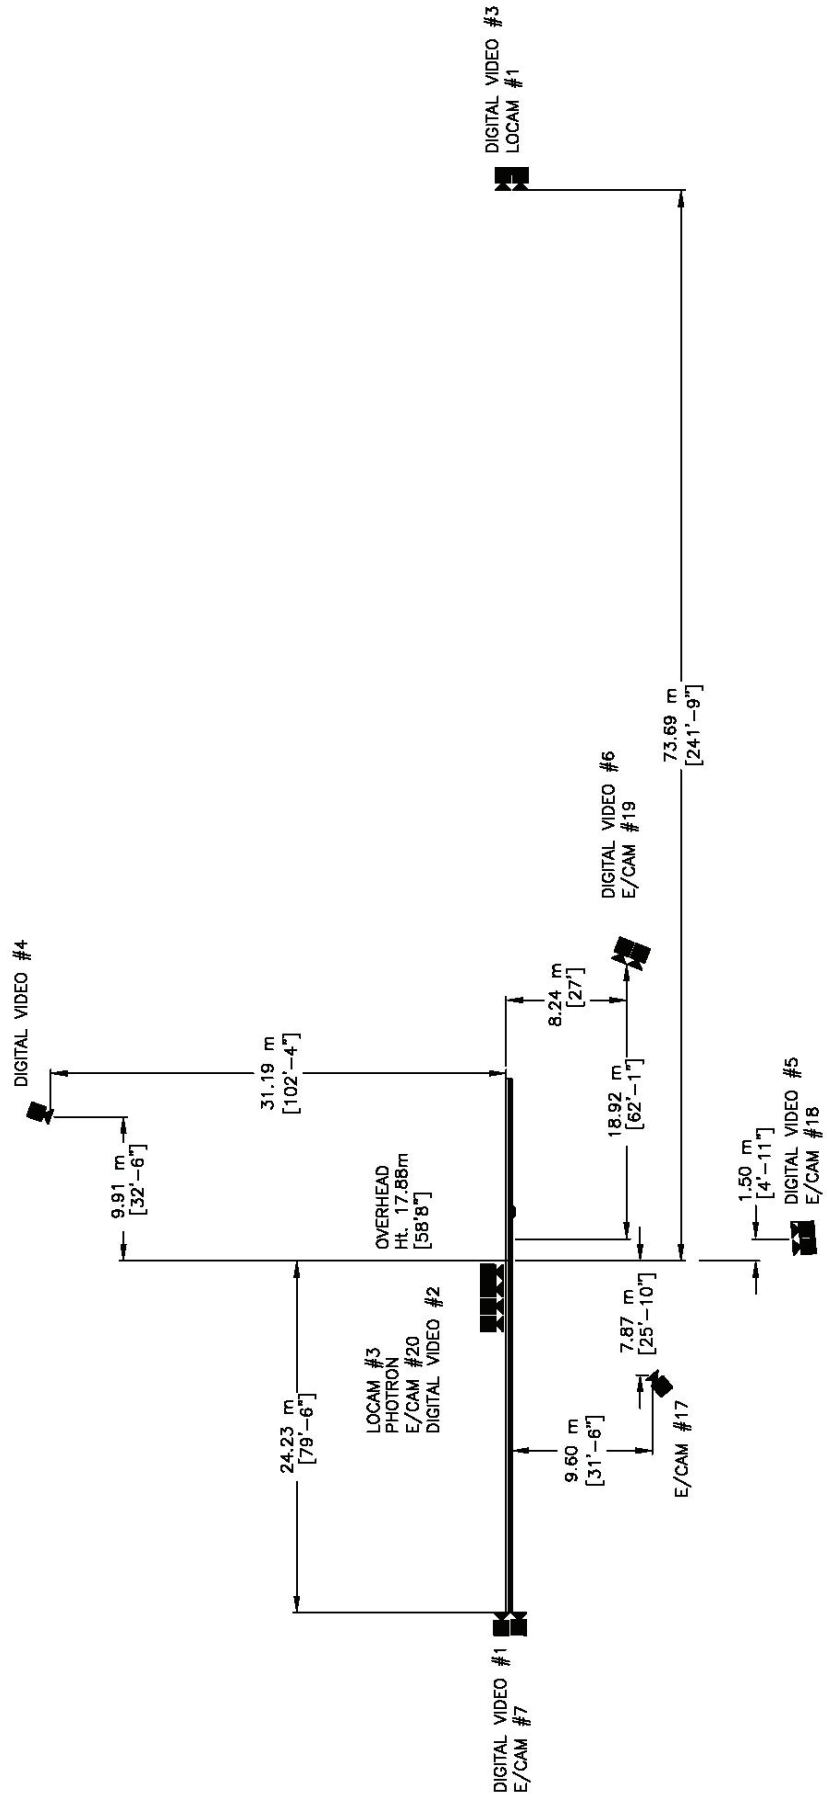 DIGITAL VIDEO #3
LOCAM #1
73.69 m
[241'-9"]
DIGITAL VIDEO #6
E/CAM #19
DIGITAL VIDEO #4
8.24 m
[27']
31.19 m
[102'-4"]
18.92 m
[62'-1"]
9.91 m
[32'-6"]
1.50 m
[4'-11"]
DIGITAL VIDEO #5
E/CAM #18
OVERHEAD
Ht. 17.88m
[58'8"]
7.87 m
[25'-10"]
LOCAM #3
PHOTRON
E/CAM #20
DIGITAL VIDEO #2
24.23 m
[79'-6"]
9.60 m
[31'-6"]
E/CAM #17
DIGITAL VIDEO #1
E/CAM #7